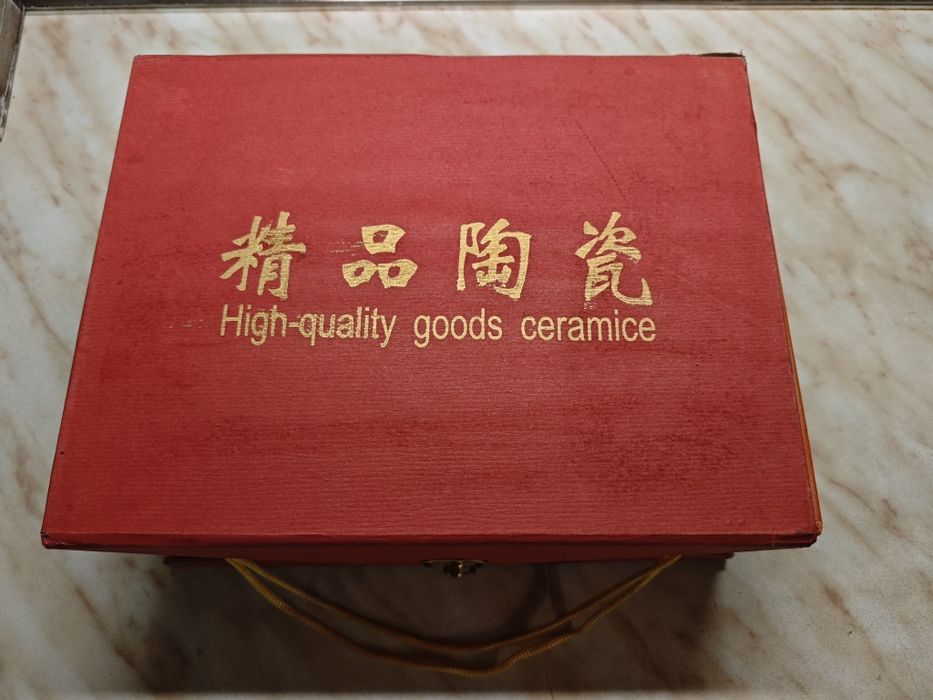 精品陶瓷
High-quality goods ceramice